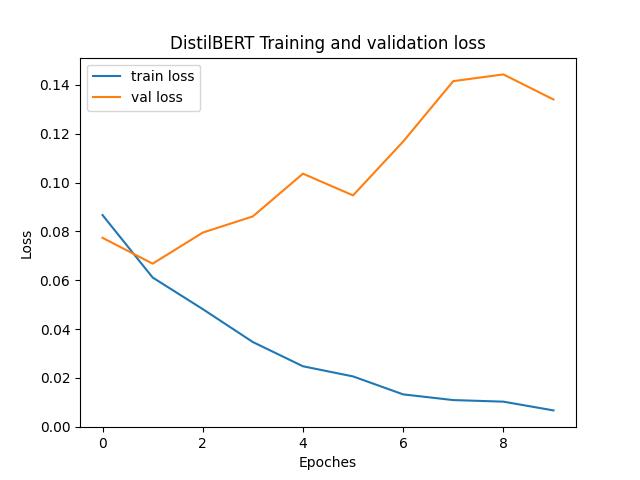 DistilBERT Training and validation loss
train loss
val loss
0.14
0.12
0.10
0.08
0.06
0.04
0.02
0.00
Loss
0 2 4 6 8
Epoches